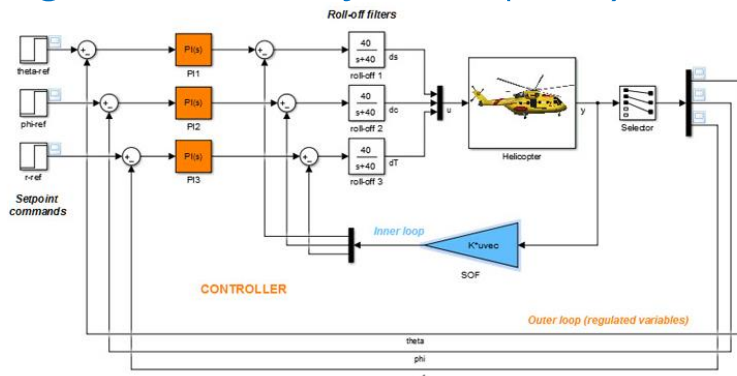 Roll-off filters
theta-ref
PI(s)
PI1
40
s+40
roll-off 1
ds
phi-ref
PI(s)
PI2
40
s+40
roll-off 2
dc
u
Helicopter
y
Selector
r-ref
PI(s)
PI3
40
s+40
roll-off 3
dT
Setpoint
commands
Inner loop
K*uvec
SOF
CONTROLLER
Outer loop (regulated variables)
theta
phi